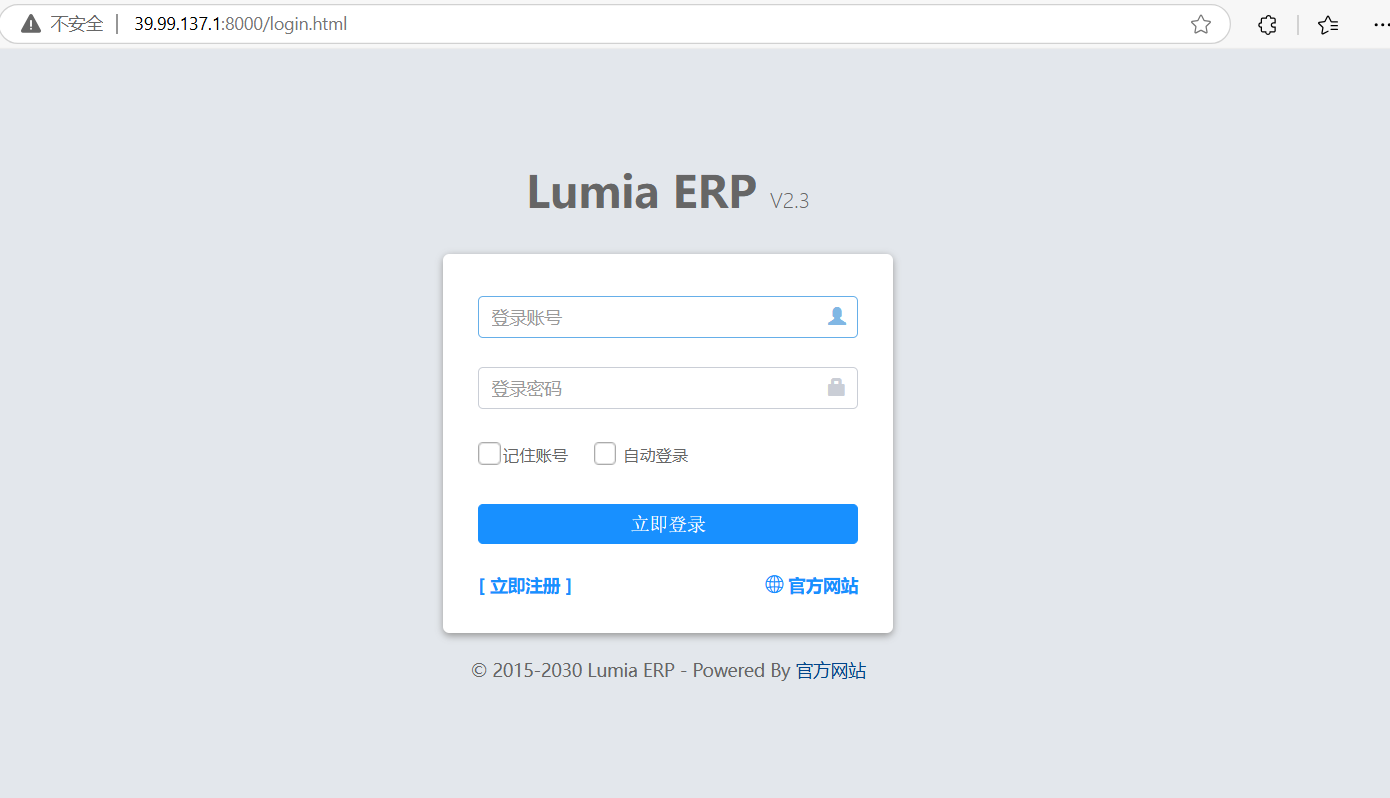 不安全 39.99.137.1:8000/login.html
Lumia ERP V2.3
登录账号
登录密码
记住账号 自动登录
立即登录
[ 立即注册 ] 官方网站
© 2015-2030 Lumia ERP - Powered By 官方网站